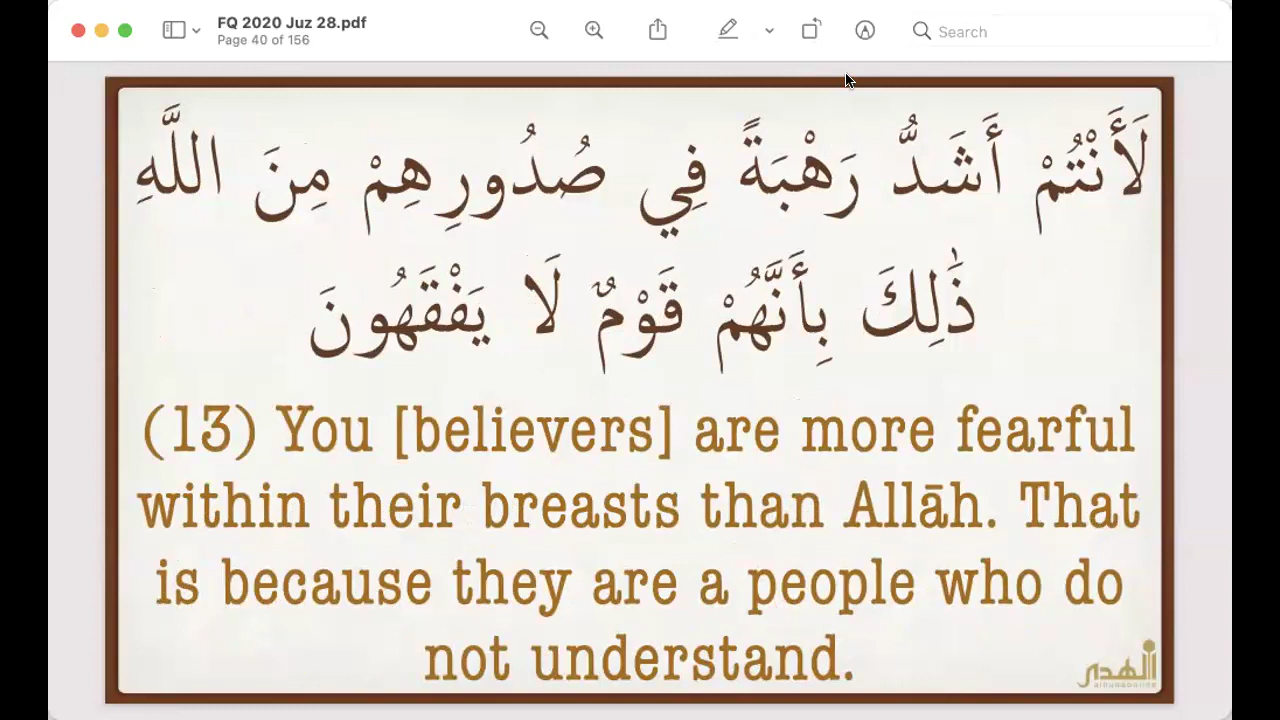 FQ 2020 Juz 28.pdf
Page 40 of 156
Search
لَأَنْتُمْ أَشَدُّ رَهْبَةً فِي صُدُورِهِمْ مِنَ اللَّهِ
ذَٰلِكَ بِأَنَّهُمْ قَوْمٌ لَا يَفْقَهُونَ
(13) You [believers] are more fearful
within their breasts than Allāh. That
is because they are a people who do
not understand.
الهدى